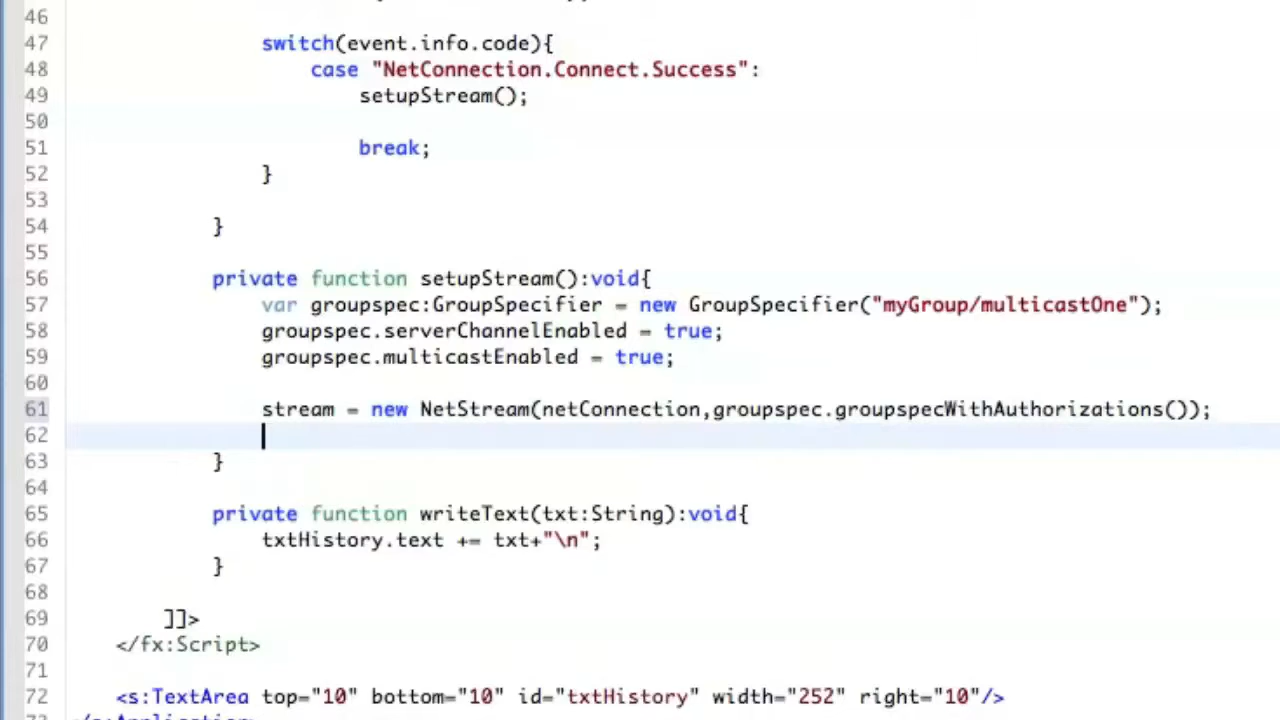 46
47 switch(event.info.code){
48 case "NetConnection.Connect.Success":
49 setupStream();
50
51 break;
52 }
53
54 }
55
56 private function setupStream():void{
57 var groupspec:GroupSpecifier = new GroupSpecifier("myGroup/multicastOne");
58 groupspec.serverChannelEnabled = true;
59 groupspec.multicastEnabled = true;
60
61 stream = new NetStream(netConnection,groupspec.groupspecWithAuthorizations());
62
63 }
64
65 private function writeText(txt:String):void{
66 txtHistory.text += txt+"\n";
67 }
68
69 ]]>
70 </fx:Script>
71
72 <s:TextArea top="10" bottom="10" id="txtHistory" width="252" right="10"/>
73 </s:Application>